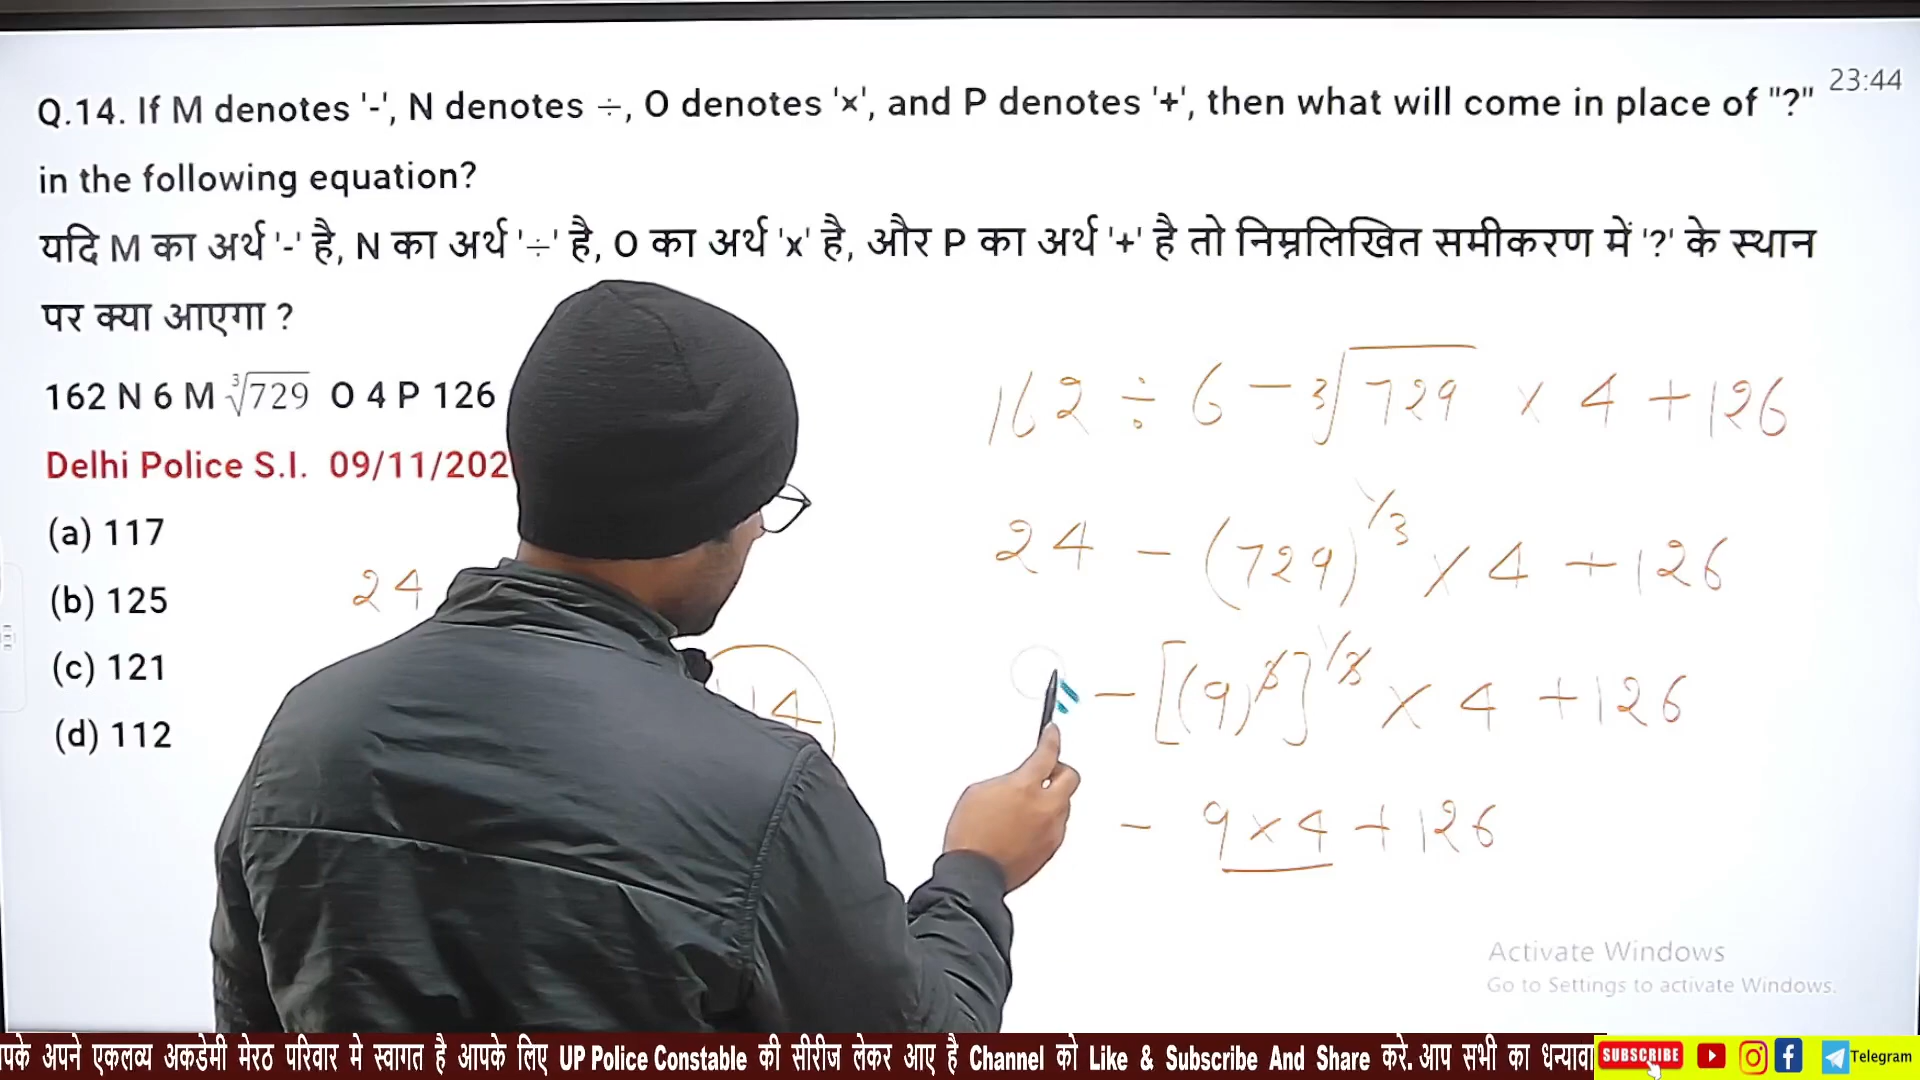 23:44
Q.14. If M denotes '-', N denotes ÷, O denotes '×', and P denotes '+', then what will come in place of "?"
in the following equation?
यदि M का अर्थ '-' है, N का अर्थ '÷' है, O का अर्थ 'x' है, और P का अर्थ '+' है तो निम्नलिखित समीकरण में '?' के स्थान
पर क्या आएगा ?
162 N 6 M ∛729 O 4 P 126
Delhi Police S.I. 09/11/202
(a) 117
(b) 125
(c) 121
(d) 112
24
14
162 ÷ 6 - ∛729 × 4 + 126
24 - (729)^1/3 × 4 + 126
- [(9)^3]^1/3 × 4 + 126
- 9 × 4 + 126
Activate Windows
Go to Settings to activate Windows.
पके अपने एकलव्य अकडेमी मेरठ परिवार मे स्वागत है आपके लिए UP Police Constable की सीरीज लेकर आए है Channel को Like & Subscribe And Share करे. आप सभी का धन्यावा
SUBSCRIBE
Telegram